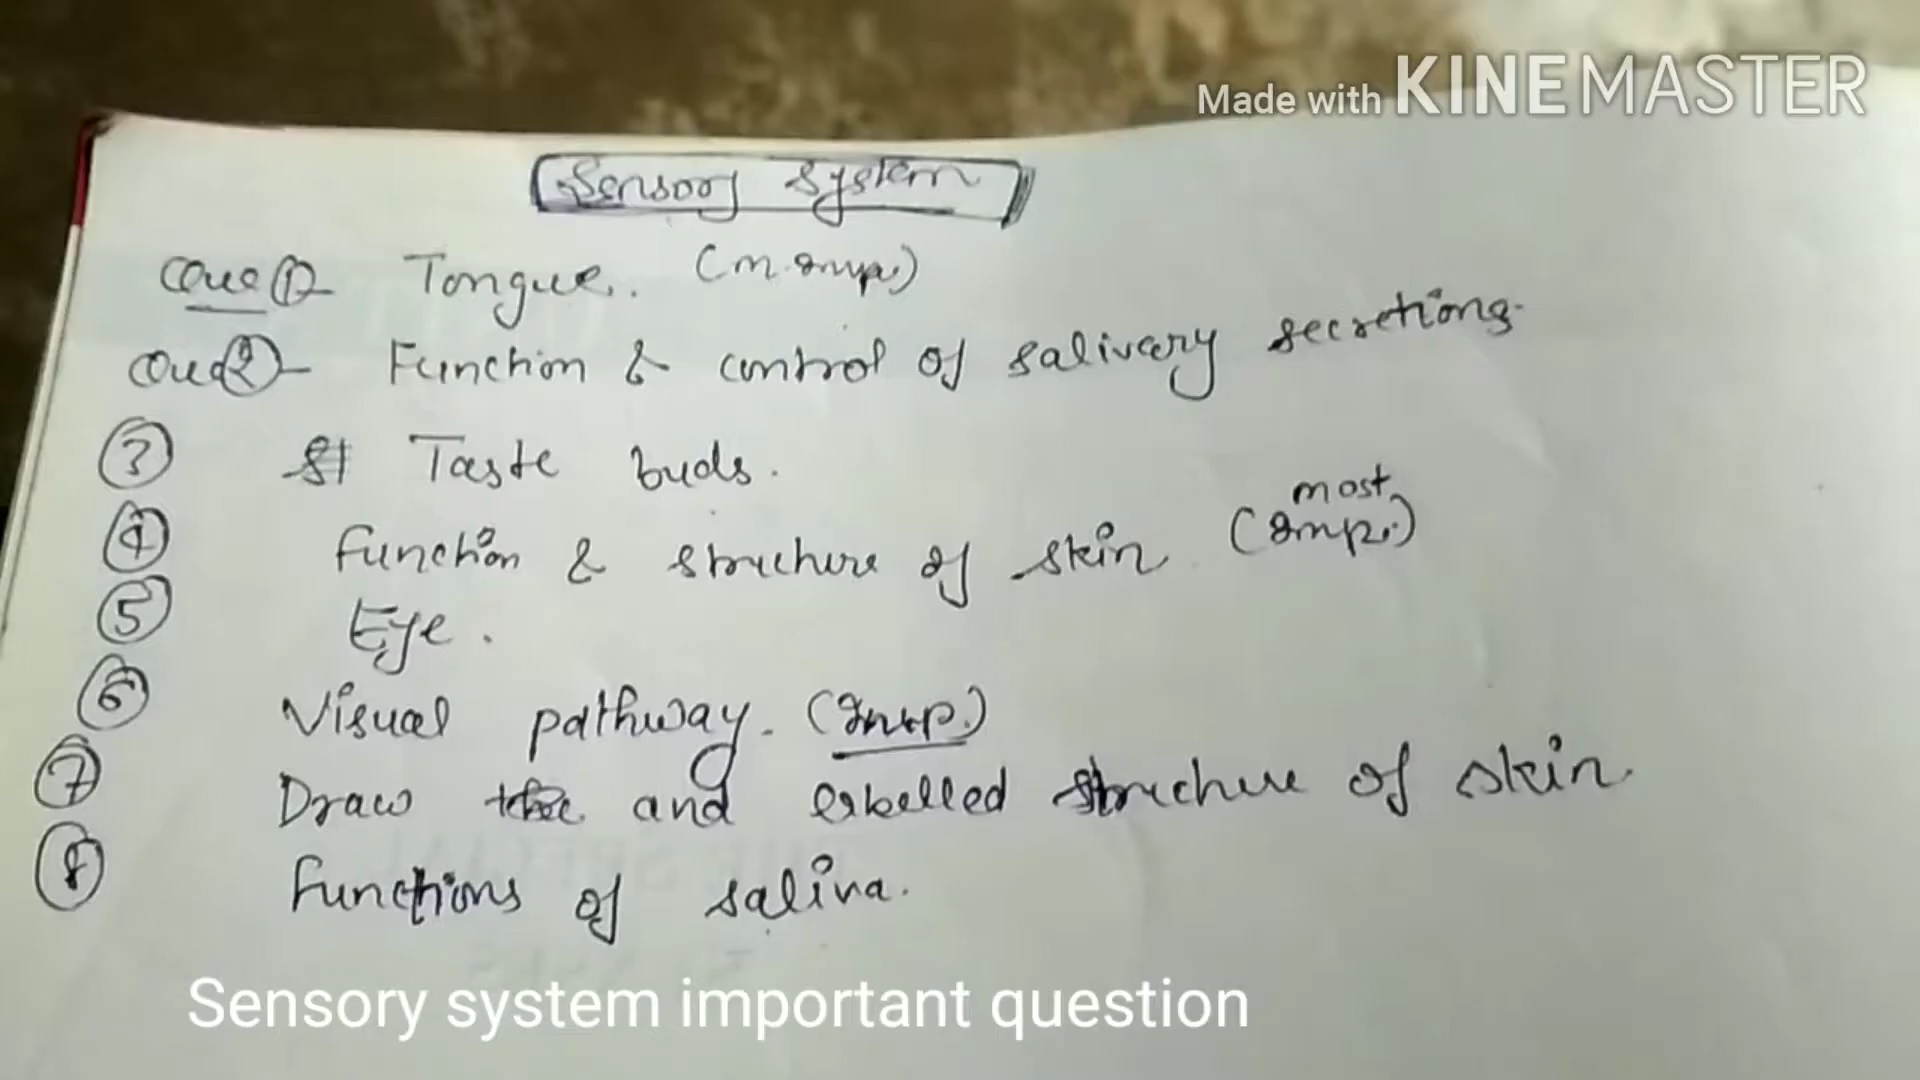 Made with KINEMASTER
Sensory System
Que ① Tongue. (m. Imp.)
Que ② - Function & control of salivary secretions.
③ Taste buds.
④ Function & structure of skin (most Imp.)
⑤ Eye.
⑥ Visual pathway. (Imp.)
⑦ Draw and labelled structure of skin
⑧ functions of saliva.
Sensory system important question